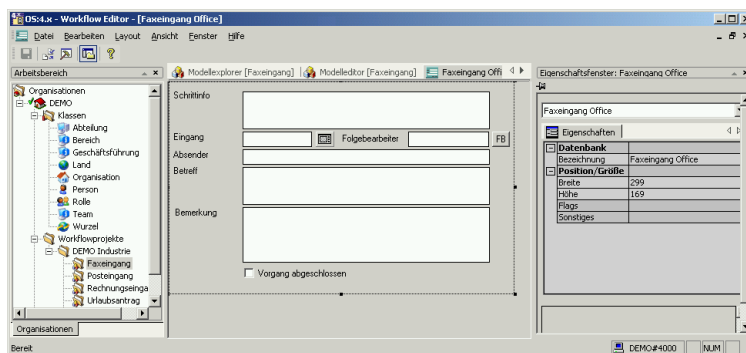 OS:4.x - Workflow Editor - [Faxeingang Office]
Datei Bearbeiten Layout Ansicht Fenster Hilfe
Arbeitsbereich
Organisationen
DEMO
Klassen
Abteilung
Bereich
Geschäftsführung
Land
Organisation
Person
Rolle
Team
Wurzel
Workflowprojekte
DEMO Industrie
Faxeingang
Posteingang
Rechnungseinga
Urlaubsantrag
Organisationen
Modellexplorer [Faxeingang] Modelleditor [Faxeingang] Faxeingang Offi
Schrittinfo
Eingang Folgebearbeiter FB
Absender
Betreff
Bemerkung
Vorgang abgeschlossen
Eigenschaftsfenster: Faxeingang Office
Faxeingang Office
Eigenschaften
Datenbank
Bezeichnung Faxeingang Office
Position/Größe
Breite 299
Höhe 169
Flags
Sonstiges
Bereit DEMO#4000 NUM